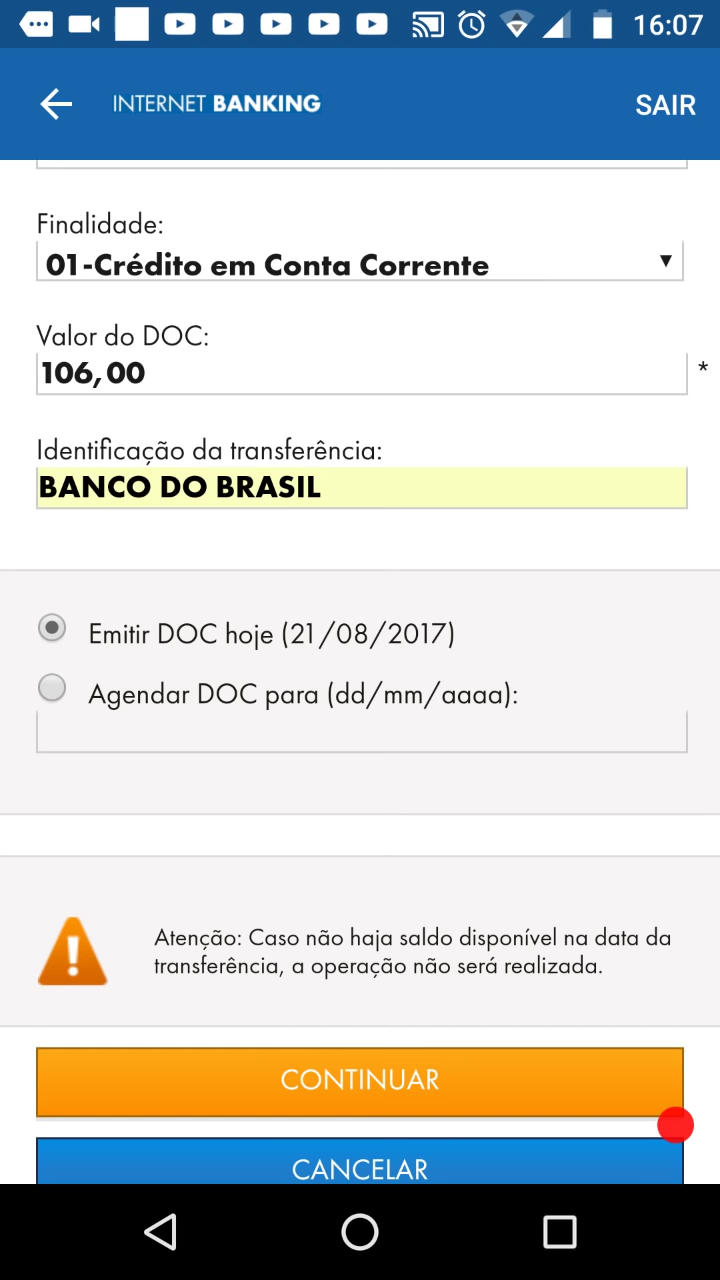 16:07
INTERNET BANKING
SAIR
Finalidade:
01-Crédito em Conta Corrente
Valor do DOC:
106,00
*
Identificação da transferência:
BANCO DO BRASIL
Emitir DOC hoje (21/08/2017)
Agendar DOC para (dd/mm/aaaa):
Atenção: Caso não haja saldo disponível na data da
transferência, a operação não será realizada.
CONTINUAR
CANCELAR